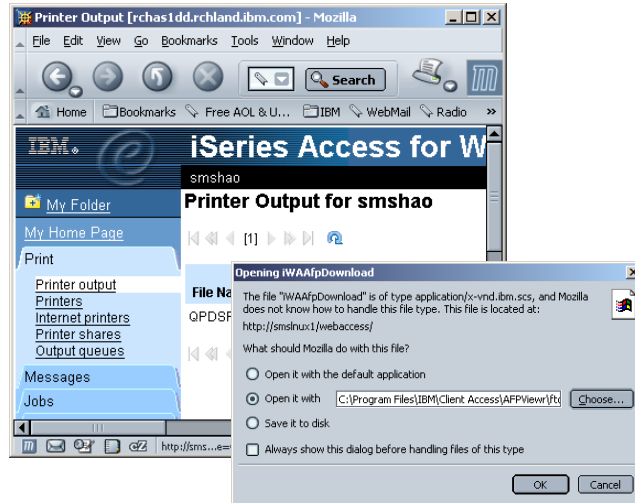 Printer Output [rchas1dd.rchland.ibm.com] - Mozilla
File Edit View Go Bookmarks Tools Window Help
Search
Home Bookmarks Free AOL & U... IBM WebMail Radio »
IBM® e iSeries Access for W
smshao
My Folder
My Home Page
Print
Printer output
Printers
Internet printers
Printer shares
Output queues
Messages
Jobs
Printer Output for smshao
[1]
File Na
QPDSP
http://sms...e=
Opening iWAAfpDownload
The file "iWAAfpDownload" is of type application/x-vnd.ibm.scs, and Mozilla
does not know how to handle this file type. This file is located at:
http://smslnux1/webaccess/
What should Mozilla do with this file?
Open it with the default application
Open it with C:\Program Files\IBM\Client Access\AFPViewr\ftd Choose...
Save it to disk
Always show this dialog before handling files of this type
OK Cancel